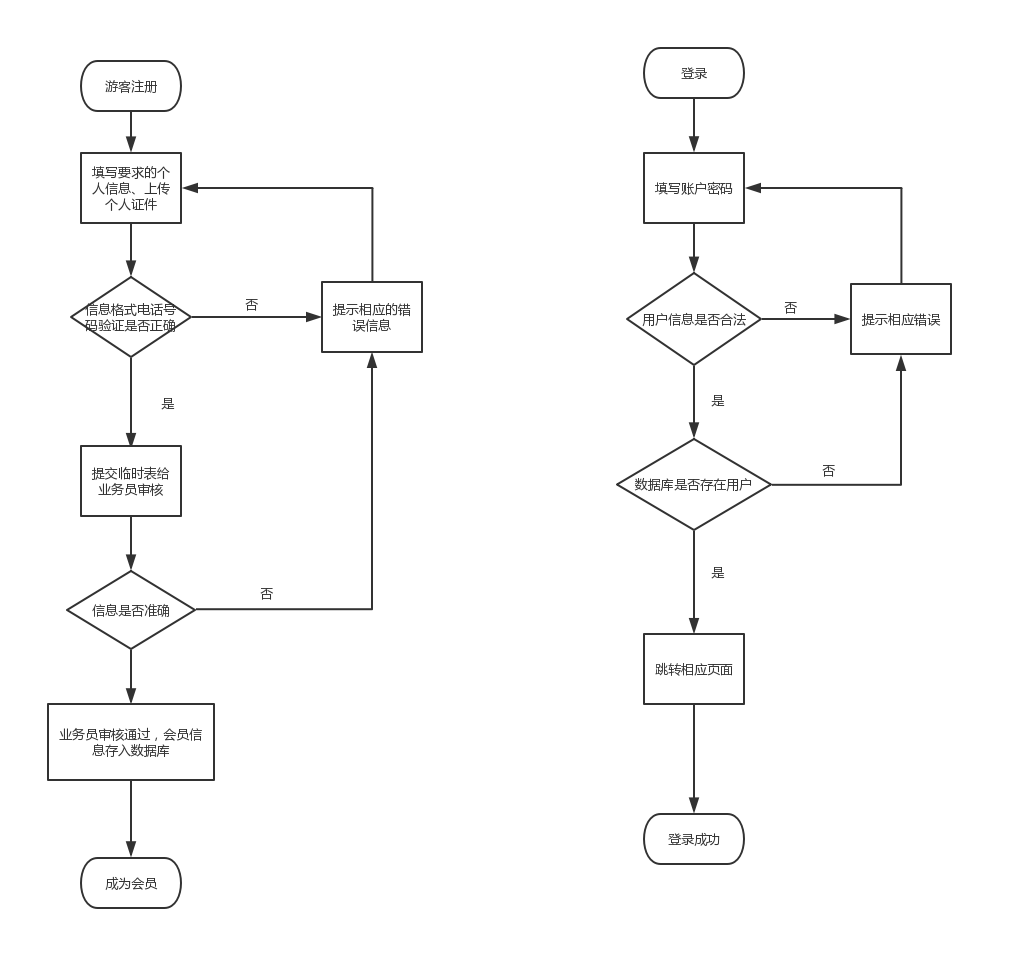 游客注册
填写要求的个
人信息、上传
个人证件
信息格式电话号
码验证是否正确
否
提示相应的错
误信息
是
提交临时表给
业务员审核
信息是否准确
否
业务员审核通过，会员信
息存入数据库
成为会员
登录
填写账户密码
用户信息是否合法
否
提示相应错误
是
数据库是否存在用户
否
是
跳转相应页面
登录成功